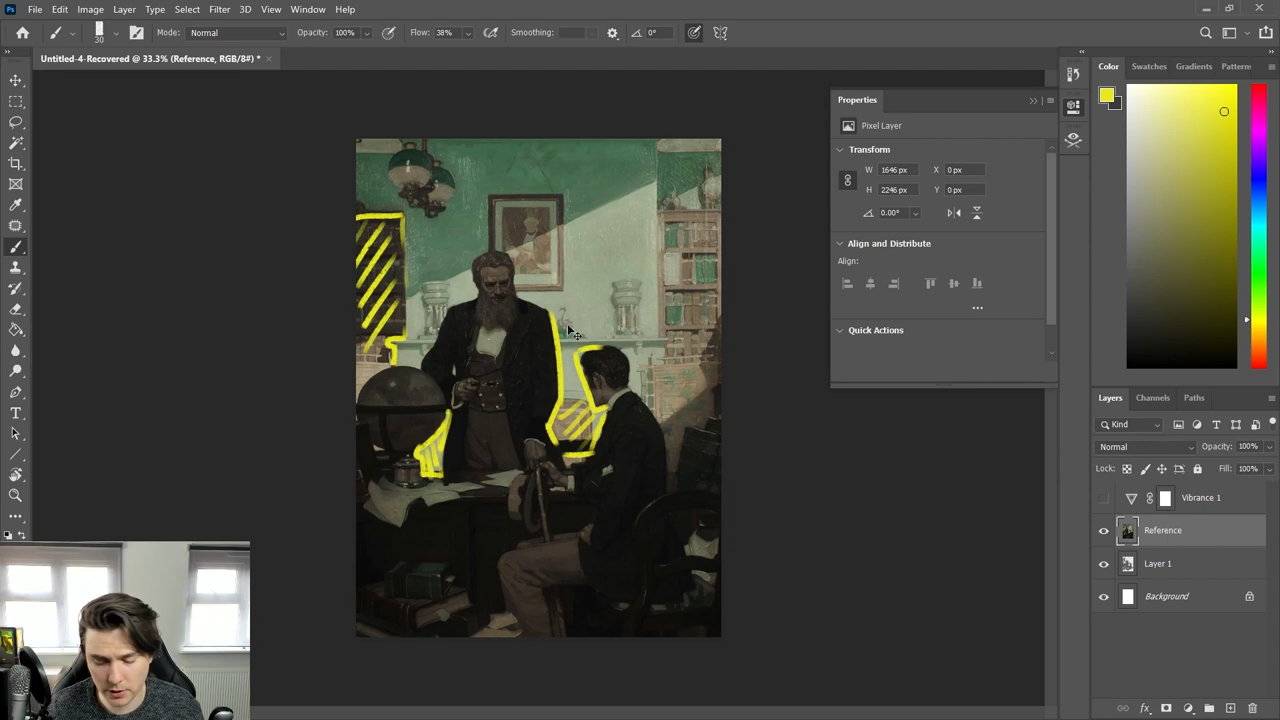 Ps File Edit Image Layer Type Select Filter 3D View Window Help
30 Mode: Normal Opacity: 100% Flow: 38% Smoothing: 0°
Untitled-4-Recovered @ 33.3% (Reference, RGB/8#) * ×
Color Swatches Gradients Patterns
Properties
Pixel Layer
Transform
W 1646 px X 0 px
H 2246 px Y 0 px
0.00°
Align and Distribute
Align:
Quick Actions
Layers Channels Paths
Kind
Normal Opacity: 100%
Lock: Fill: 100%
Vibrance 1
Reference
Layer 1
Background